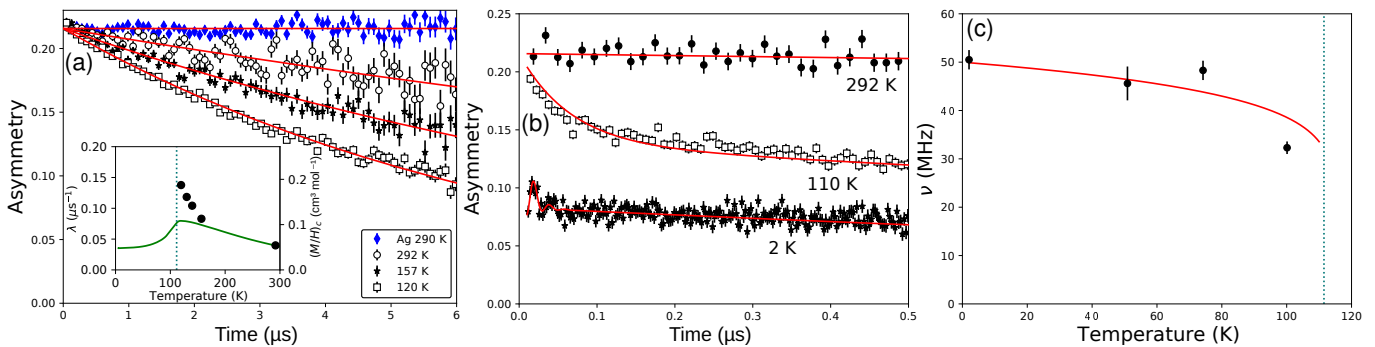 (a)
Asymmetry
0.20
0.15
0.10
0.05
0.00
0 1 2 3 4 5 6
Time (μs)
λ (μs⁻¹)
0.20
0.15
0.10
0.05
0.00
0 100 200 300
Temperature (K)
0.2
0.1
0.0
(M/H)ζ (cm³ mol⁻¹)
Ag 290 K
292 K
157 K
120 K
(b)
Asymmetry
0.25
0.20
0.15
0.10
0.05
0.00
0.0 0.1 0.2 0.3 0.4 0.5
Time (μs)
292 K
110 K
2 K
(c)
ν (MHz)
60
50
40
30
20
10
0
0 20 40 60 80 100 120
Temperature (K)